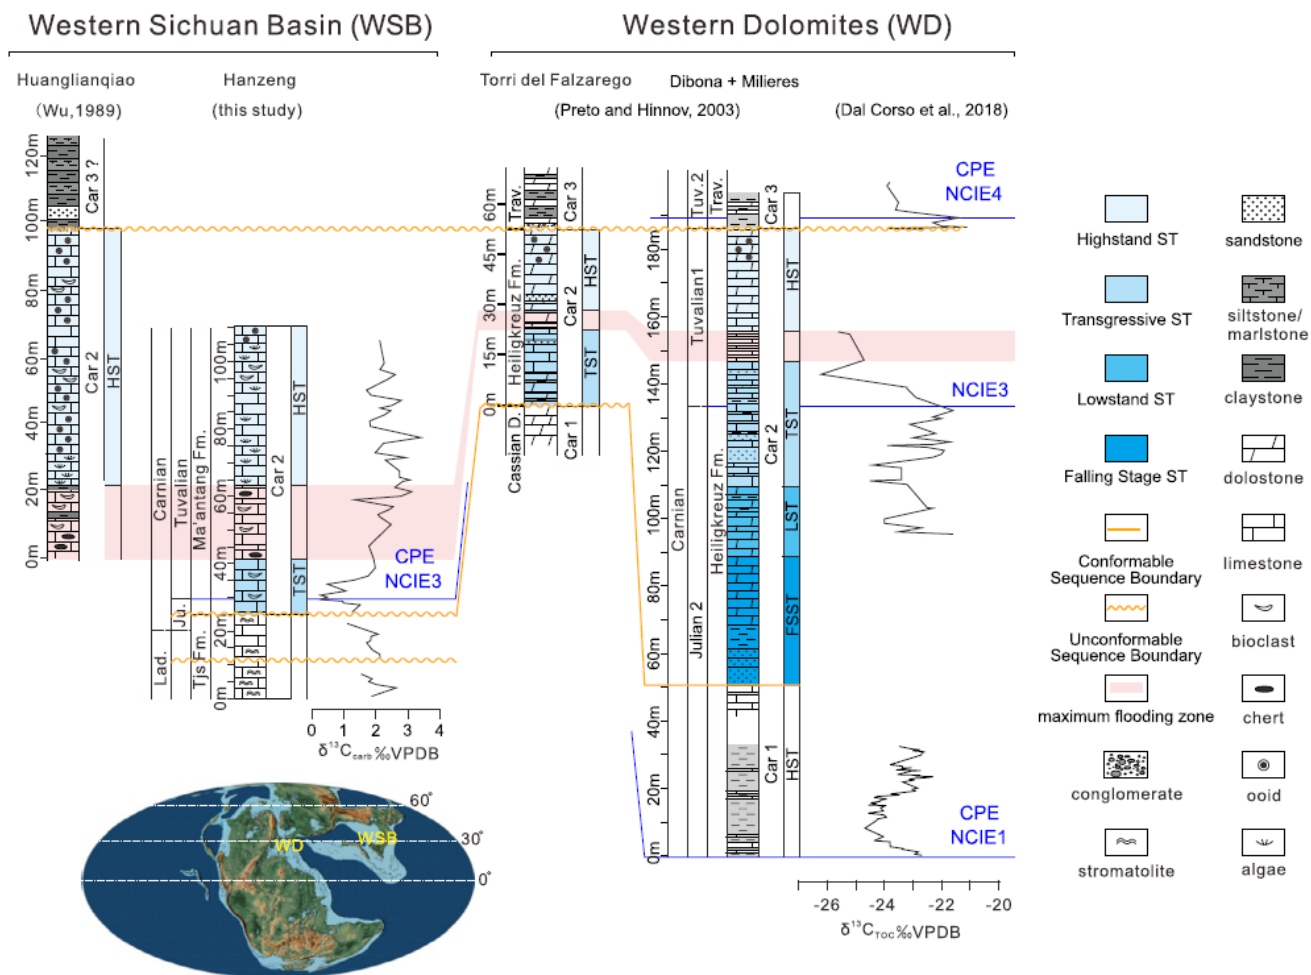 Western Sichuan Basin (WSB)
Western Dolomites (WD)
Huanglianqiao
(Wu,1989)
Hanzeng
(this study)
Torri del Falzarego
Dibona + Milieres
(Preto and Hinnov, 2003)
(Dal Corso et al., 2018)
120m
100m
80m
60m
40m
20m
0m
Car 3 ?
Car 2
HST
Carnian
Lad.
Tuvalian
Ju.
Ma'antang Fm.
Tjs Fm.
100m
80m
60m
40m
20m
0m
Car 2
HST
TST
CPE
NCIE3
0 1 2 3 4
δ¹³Ccarb‰VPDB
Trav.
Heiligkreuz Fm.
Cassian D.
60m
45m
30m
15m
0m
Car 3
Car 2
Car 1
HST
TST
Carnian
Tuv.2
Tuvalian1
Julian 2
Trav.
Heiligkreuz Fm.
180m
160m
140m
120m
100m
80m
60m
40m
20m
0m
Car 3
Car 2
Car 1
HST
TST
LST
FSST
HST
CPE
NCIE4
NCIE3
CPE
NCIE1
-26 -24 -22 -20
δ¹³CTOC‰VPDB
60°
30°
0°
WD
WSB
Highstand ST
Transgressive ST
Lowstand ST
Falling Stage ST
Conformable
Sequence Boundary
Unconformable
Sequence Boundary
maximum flooding zone
conglomerate
stromatolite
sandstone
siltstone/
marlstone
claystone
dolostone
limestone
bioclast
chert
ooid
algae